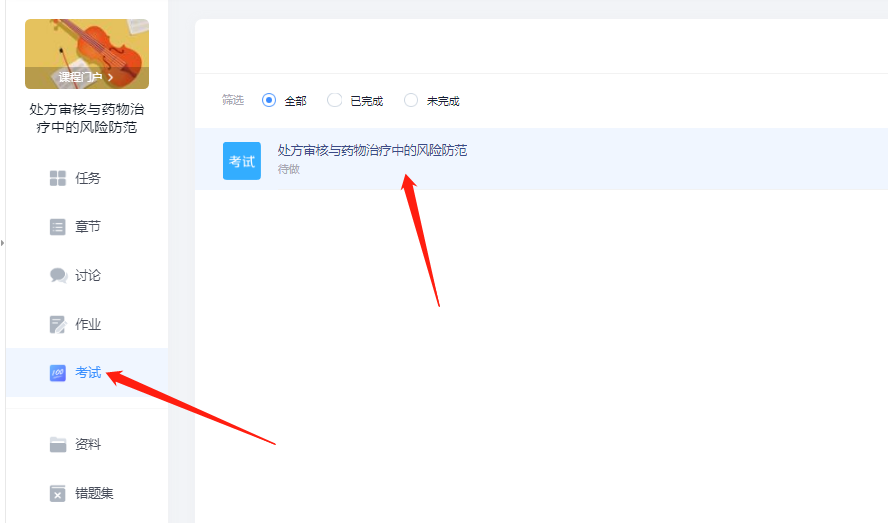 课程门户
处方审核与药物治
疗中的风险防范
任务
章节
讨论
作业
100 考试
资料
错题集
筛选 全部 已完成 未完成
考试 处方审核与药物治疗中的风险防范
待做